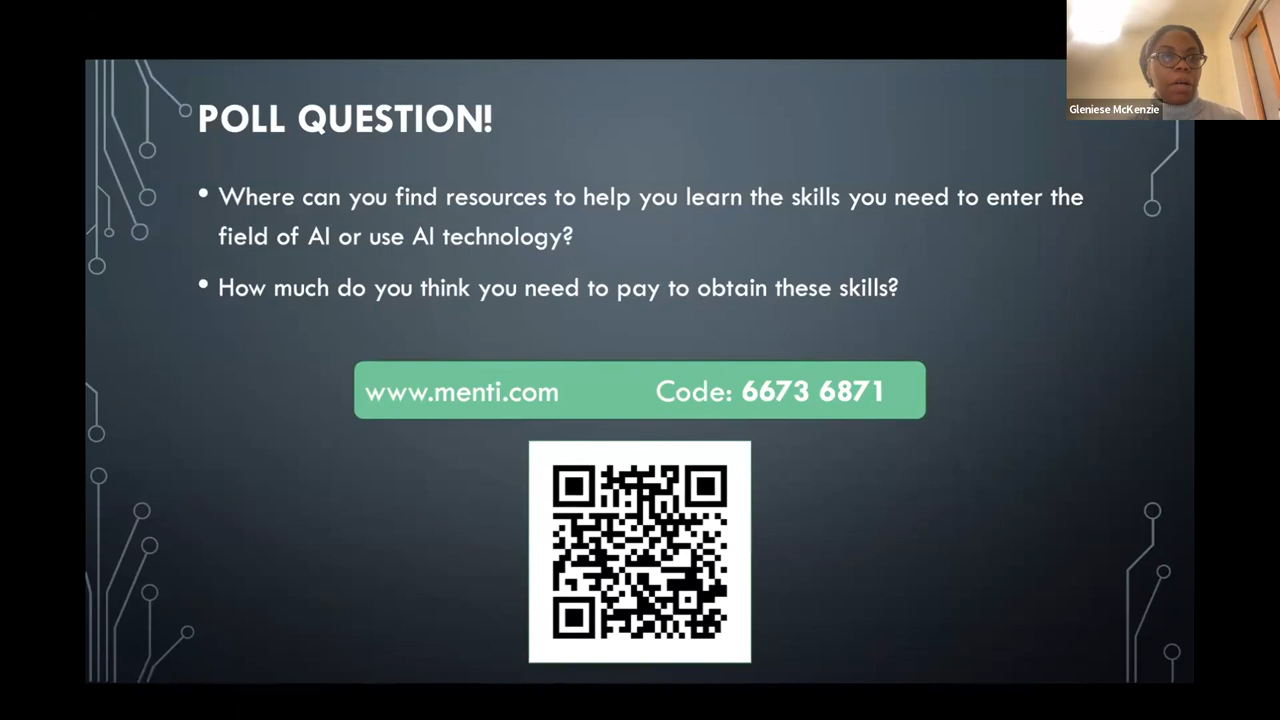 POLL QUESTION!
• Where can you find resources to help you learn the skills you need to enter the
field of AI or use AI technology?
• How much do you think you need to pay to obtain these skills?
www.menti.com Code: 6673 6871
Gleniese McKenzie